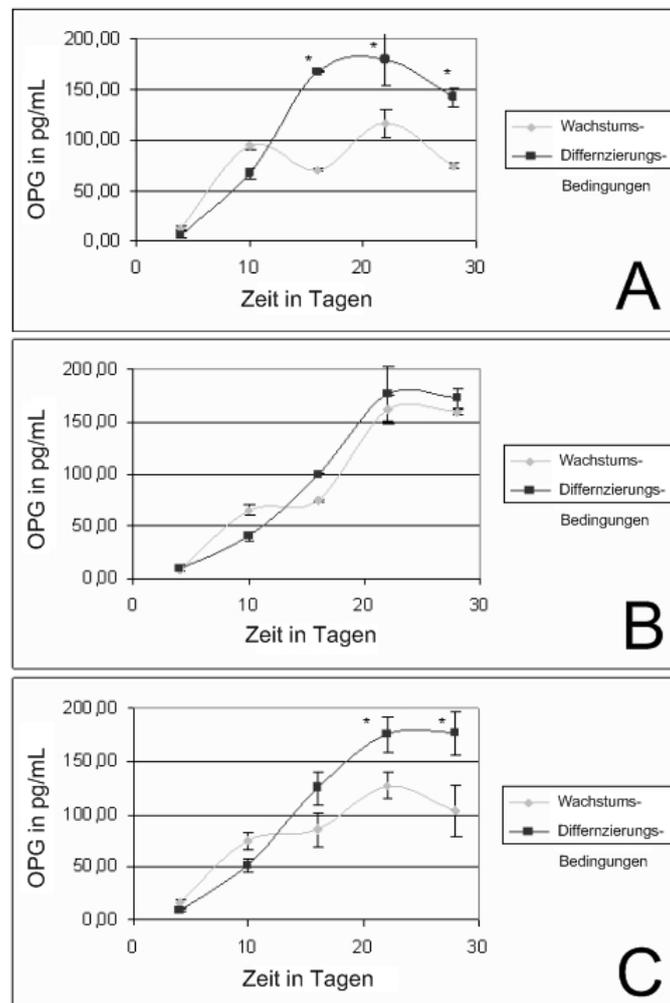 200,00
150,00
100,00
50,00
0,00
OPG in pg/mL
0 10 20 30
Zeit in Tagen
* * *
Wachstums-
Differnzierungs-
Bedingungen
A
200,00
150,00
100,00
50,00
0,00
OPG in pg/mL
0 10 20 30
Zeit in Tagen
Wachstums-
Differnzierungs-
Bedingungen
B
200,00
150,00
100,00
50,00
0,00
OPG in pg/mL
0 10 20 30
Zeit in Tagen
* *
Wachstums-
Differnzierungs-
Bedingungen
C